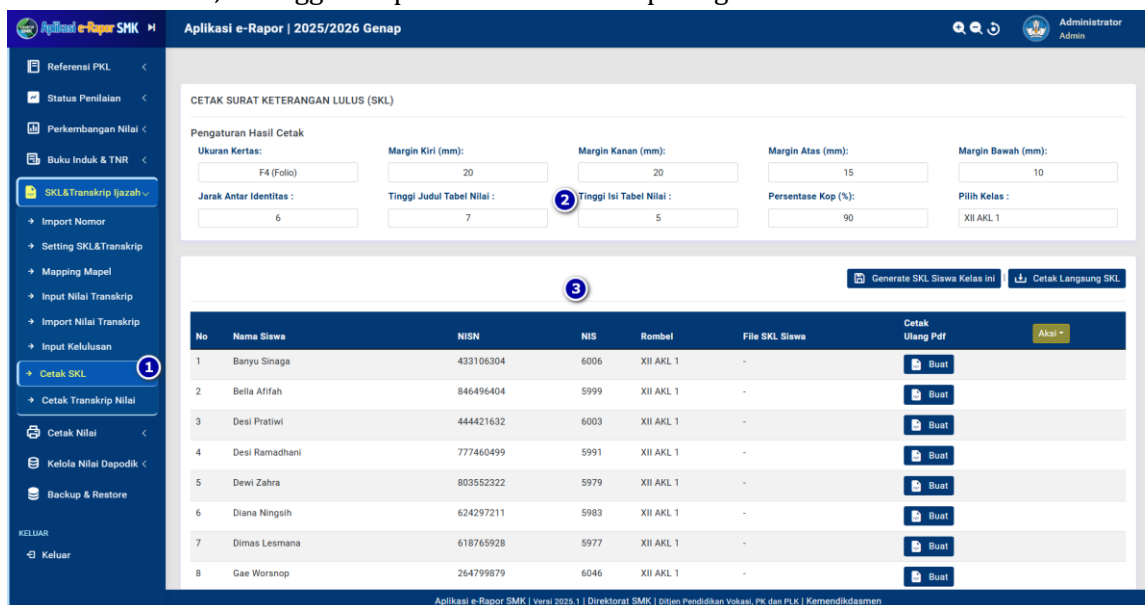 Aplikasi e-Rapor SMK
Aplikasi e-Rapor | 2025/2026 Genap
Administrator
Admin
Referensi PKL
Status Penilaian
Perkembangan Nilai
Buku Induk & TNR
SKL&Transkrip Ijazah
Import Nomor
Setting SKL&Transkrip
Mapping Mapel
Input Nilai Transkrip
Import Nilai Transkrip
Input Kelulusan
Cetak SKL
1
Cetak Transkrip Nilai
Cetak Nilai
Kelola Nilai Dapodik
Backup & Restore
KELUAR
Keluar
CETAK SURAT KETERANGAN LULUS (SKL)
Pengaturan Hasil Cetak
Ukuran Kertas: Margin Kiri (mm): Margin Kanan (mm): Margin Atas (mm): Margin Bawah (mm):
F4 (Folio) 20 20 15 10
Jarak Antar Identitas : Tinggi Judul Tabel Nilai : 2 Tinggi Isi Tabel Nilai : Persentase Kop (%): Pilih Kelas :
6 7 5 90 XII AKL 1
Generate SKL Siswa Kelas ini | Cetak Langsung SKL
3
No Nama Siswa NISN NIS Rombel File SKL Siswa Cetak Ulang Pdf Aksi
1 Banyu Sinaga 433106304 6006 XII AKL 1 - Buat
2 Bella Afifah 846496404 5999 XII AKL 1 - Buat
3 Desi Pratiwi 444421632 6003 XII AKL 1 - Buat
4 Desi Ramadhani 777460499 5991 XII AKL 1 - Buat
5 Dewi Zahra 803552322 5979 XII AKL 1 - Buat
6 Diana Ningsih 624297211 5983 XII AKL 1 - Buat
7 Dimas Lesmana 618765928 5977 XII AKL 1 - Buat
8 Gae Worsnop 264799879 6046 XII AKL 1 - Buat
Aplikasi e-Rapor SMK | Versi 2025.1 | Direktorat SMK | Ditjen Pendidikan Vokasi, PK dan PLK | Kemendikdasmen